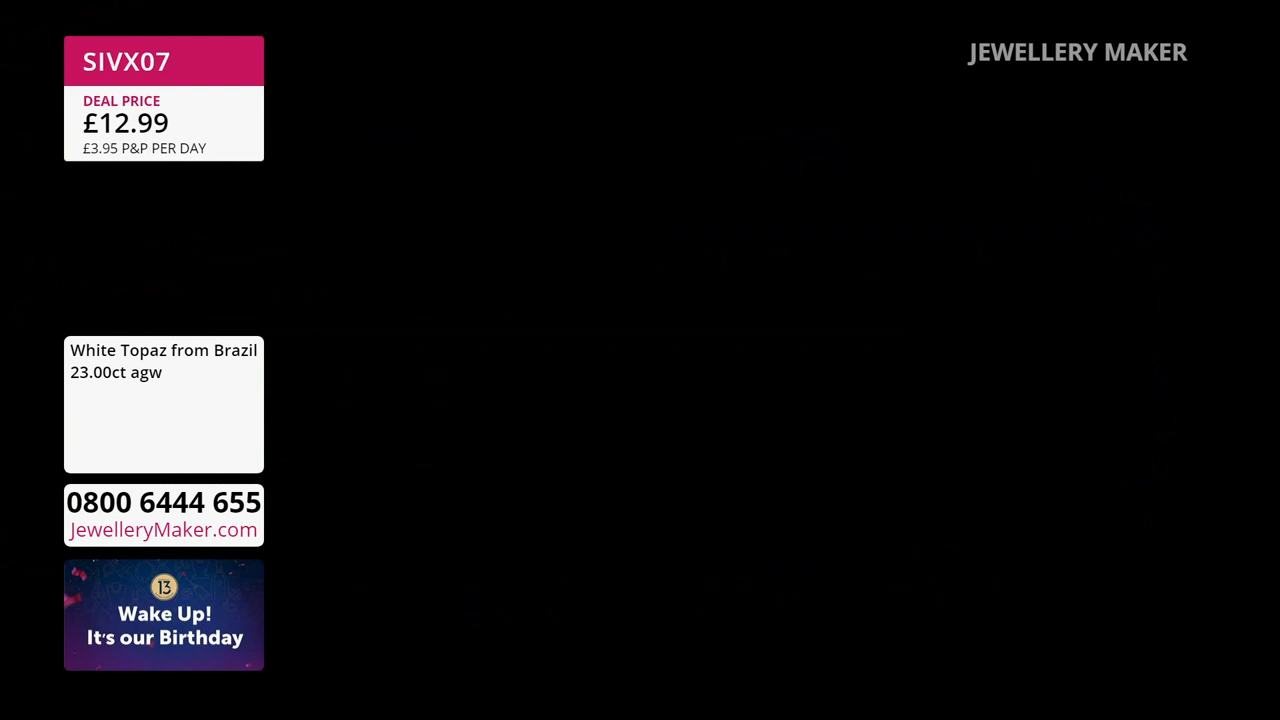 SIVX07
DEAL PRICE
£12.99
£3.95 P&P PER DAY
JEWELLERY MAKER
White Topaz from Brazil
23.00ct agw
0800 6444 655
JewelleryMaker.com
13
Wake Up!
It's our Birthday